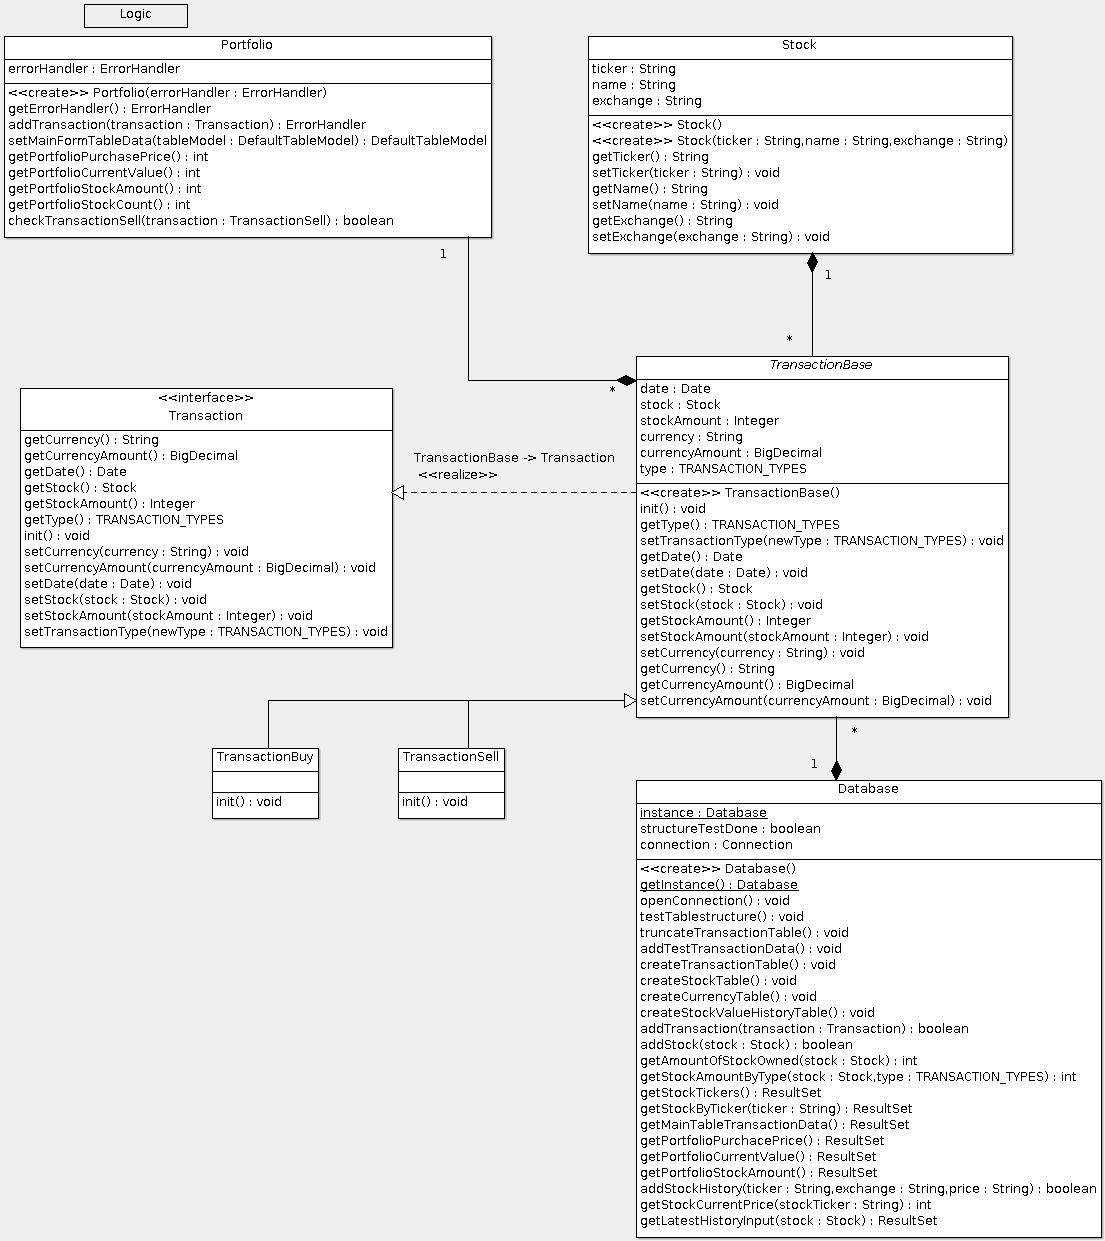 Logic
Portfolio
errorHandler : ErrorHandler
<<create>> Portfolio(errorHandler : ErrorHandler)
getErrorHandler() : ErrorHandler
addTransaction(transaction : Transaction) : ErrorHandler
setMainFormTableData(tableModel : DefaultTableModel) : DefaultTableModel
getPortfolioPurchasePrice() : int
getPortfolioCurrentValue() : int
getPortfolioStockAmount() : int
getPortfolioStockCount() : int
checkTransactionSell(transaction : TransactionSell) : boolean
Stock
ticker : String
name : String
exchange : String
<<create>> Stock()
<<create>> Stock(ticker : String,name : String,exchange : String)
getTicker() : String
setTicker(ticker : String) : void
getName() : String
setName(name : String) : void
getExchange() : String
setExchange(exchange : String) : void
1
1
*
*
<<interface>>
Transaction
getCurrency() : String
getCurrencyAmount() : BigDecimal
getDate() : Date
getStock() : Stock
getStockAmount() : Integer
getType() : TRANSACTION_TYPES
init() : void
setCurrency(currency : String) : void
setCurrencyAmount(currencyAmount : BigDecimal) : void
setDate(date : Date) : void
setStock(stock : Stock) : void
setStockAmount(stockAmount : Integer) : void
setTransactionType(newType : TRANSACTION_TYPES) : void
TransactionBase -> Transaction
<<realize>>
TransactionBase
date : Date
stock : Stock
stockAmount : Integer
currency : String
currencyAmount : BigDecimal
type : TRANSACTION_TYPES
<<create>> TransactionBase()
init() : void
getType() : TRANSACTION_TYPES
setTransactionType(newType : TRANSACTION_TYPES) : void
getDate() : Date
setDate(date : Date) : void
getStock() : Stock
setStock(stock : Stock) : void
getStockAmount() : Integer
setStockAmount(stockAmount : Integer) : void
setCurrency(currency : String) : void
getCurrency() : String
getCurrencyAmount() : BigDecimal
setCurrencyAmount(currencyAmount : BigDecimal) : void
TransactionBuy
init() : void
TransactionSell
init() : void
*
1
Database
instance : Database
structureTestDone : boolean
connection : Connection
<<create>> Database()
getInstance() : Database
openConnection() : void
testTablestructure() : void
truncateTransactionTable() : void
addTestTransactionData() : void
createTransactionTable() : void
createStockTable() : void
createCurrencyTable() : void
createStockValueHistoryTable() : void
addTransaction(transaction : Transaction) : boolean
addStock(stock : Stock) : boolean
getAmountOfStockOwned(stock : Stock) : int
getStockAmountByType(stock : Stock,type : TRANSACTION_TYPES) : int
getStockTickers() : ResultSet
getStockByTicker(ticker : String) : ResultSet
getMainTableTransactionData() : ResultSet
getPortfolioPurchacePrice() : ResultSet
getPortfolioCurrentValue() : ResultSet
getPortfolioStockAmount() : ResultSet
addStockHistory(ticker : String,exchange : String,price : String) : boolean
getStockCurrentPrice(stockTicker : String) : int
getLatestHistoryInput(stock : Stock) : ResultSet